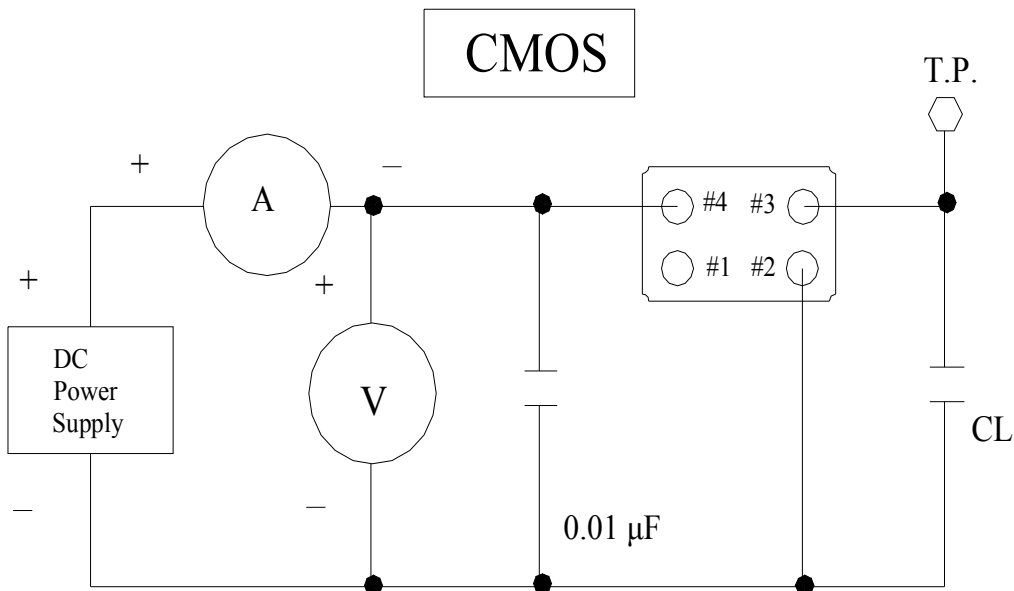 CMOS
T.P.
+
–
A
#4 #3
+
+
#1 #2
DC
Power
Supply
V
CL
–
–
0.01 μF